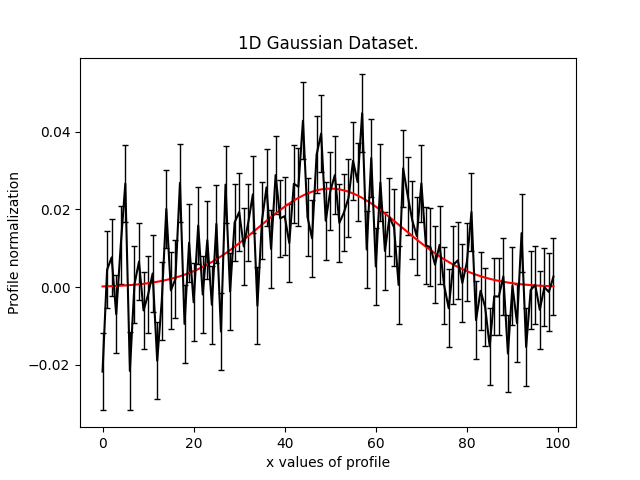 1D Gaussian Dataset.
0.04
0.02
0.00
−0.02
Profile normalization
0 20 40 60 80 100
x values of profile